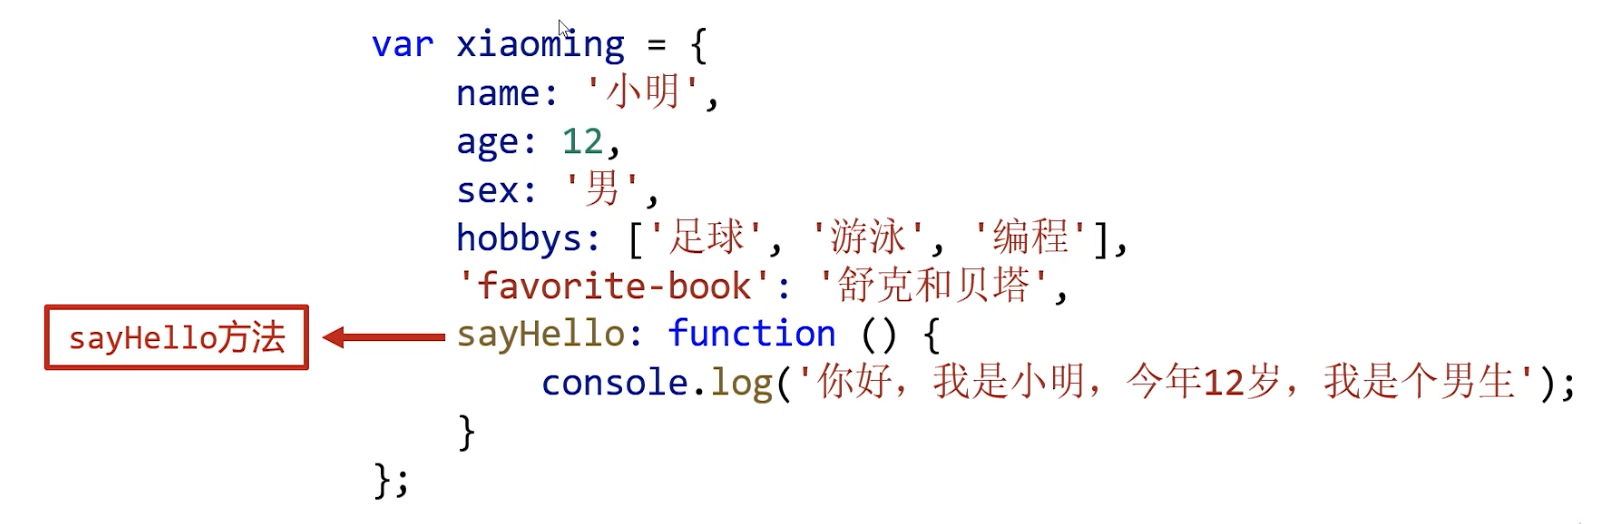 var xiaoming = {
name: '小明',
age: 12,
sex: '男',
hobbys: ['足球', '游泳', '编程'],
'favorite-book': '舒克和贝塔',
sayHello方法
sayHello: function () {
console.log('你好，我是小明，今年12岁，我是个男生');
}
};